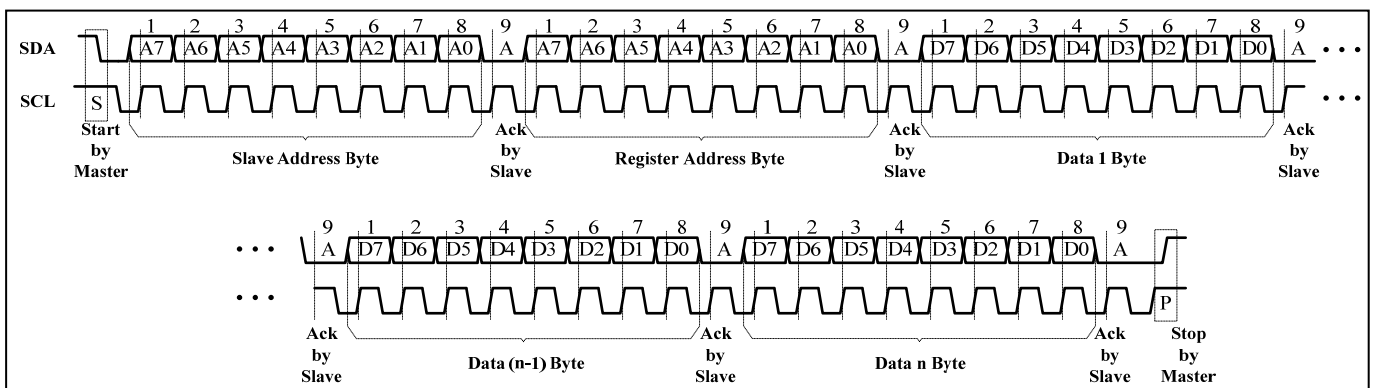 1 2 3 4 5 6 7 8 9 1 2 3 4 5 6 7 8 9 1 2 3 4 5 6 7 8 9
SDA A7 A6 A5 A4 A3 A2 A1 A0 A A7 A6 A5 A4 A3 A2 A1 A0 A D7 D6 D5 D4 D3 D2 D1 D0 A • • •
SCL S • • •
Start by Master
Slave Address Byte
Ack by Slave
Register Address Byte
Ack by Slave
Data 1 Byte
Ack by Slave
9 1 2 3 4 5 6 7 8 9 1 2 3 4 5 6 7 8 9
• • • A D7 D6 D5 D4 D3 D2 D1 D0 A D7 D6 D5 D4 D3 D2 D1 D0 A
• • • P
Ack by Slave
Data (n-1) Byte
Ack by Slave
Data n Byte
Ack by Slave
Stop by Master